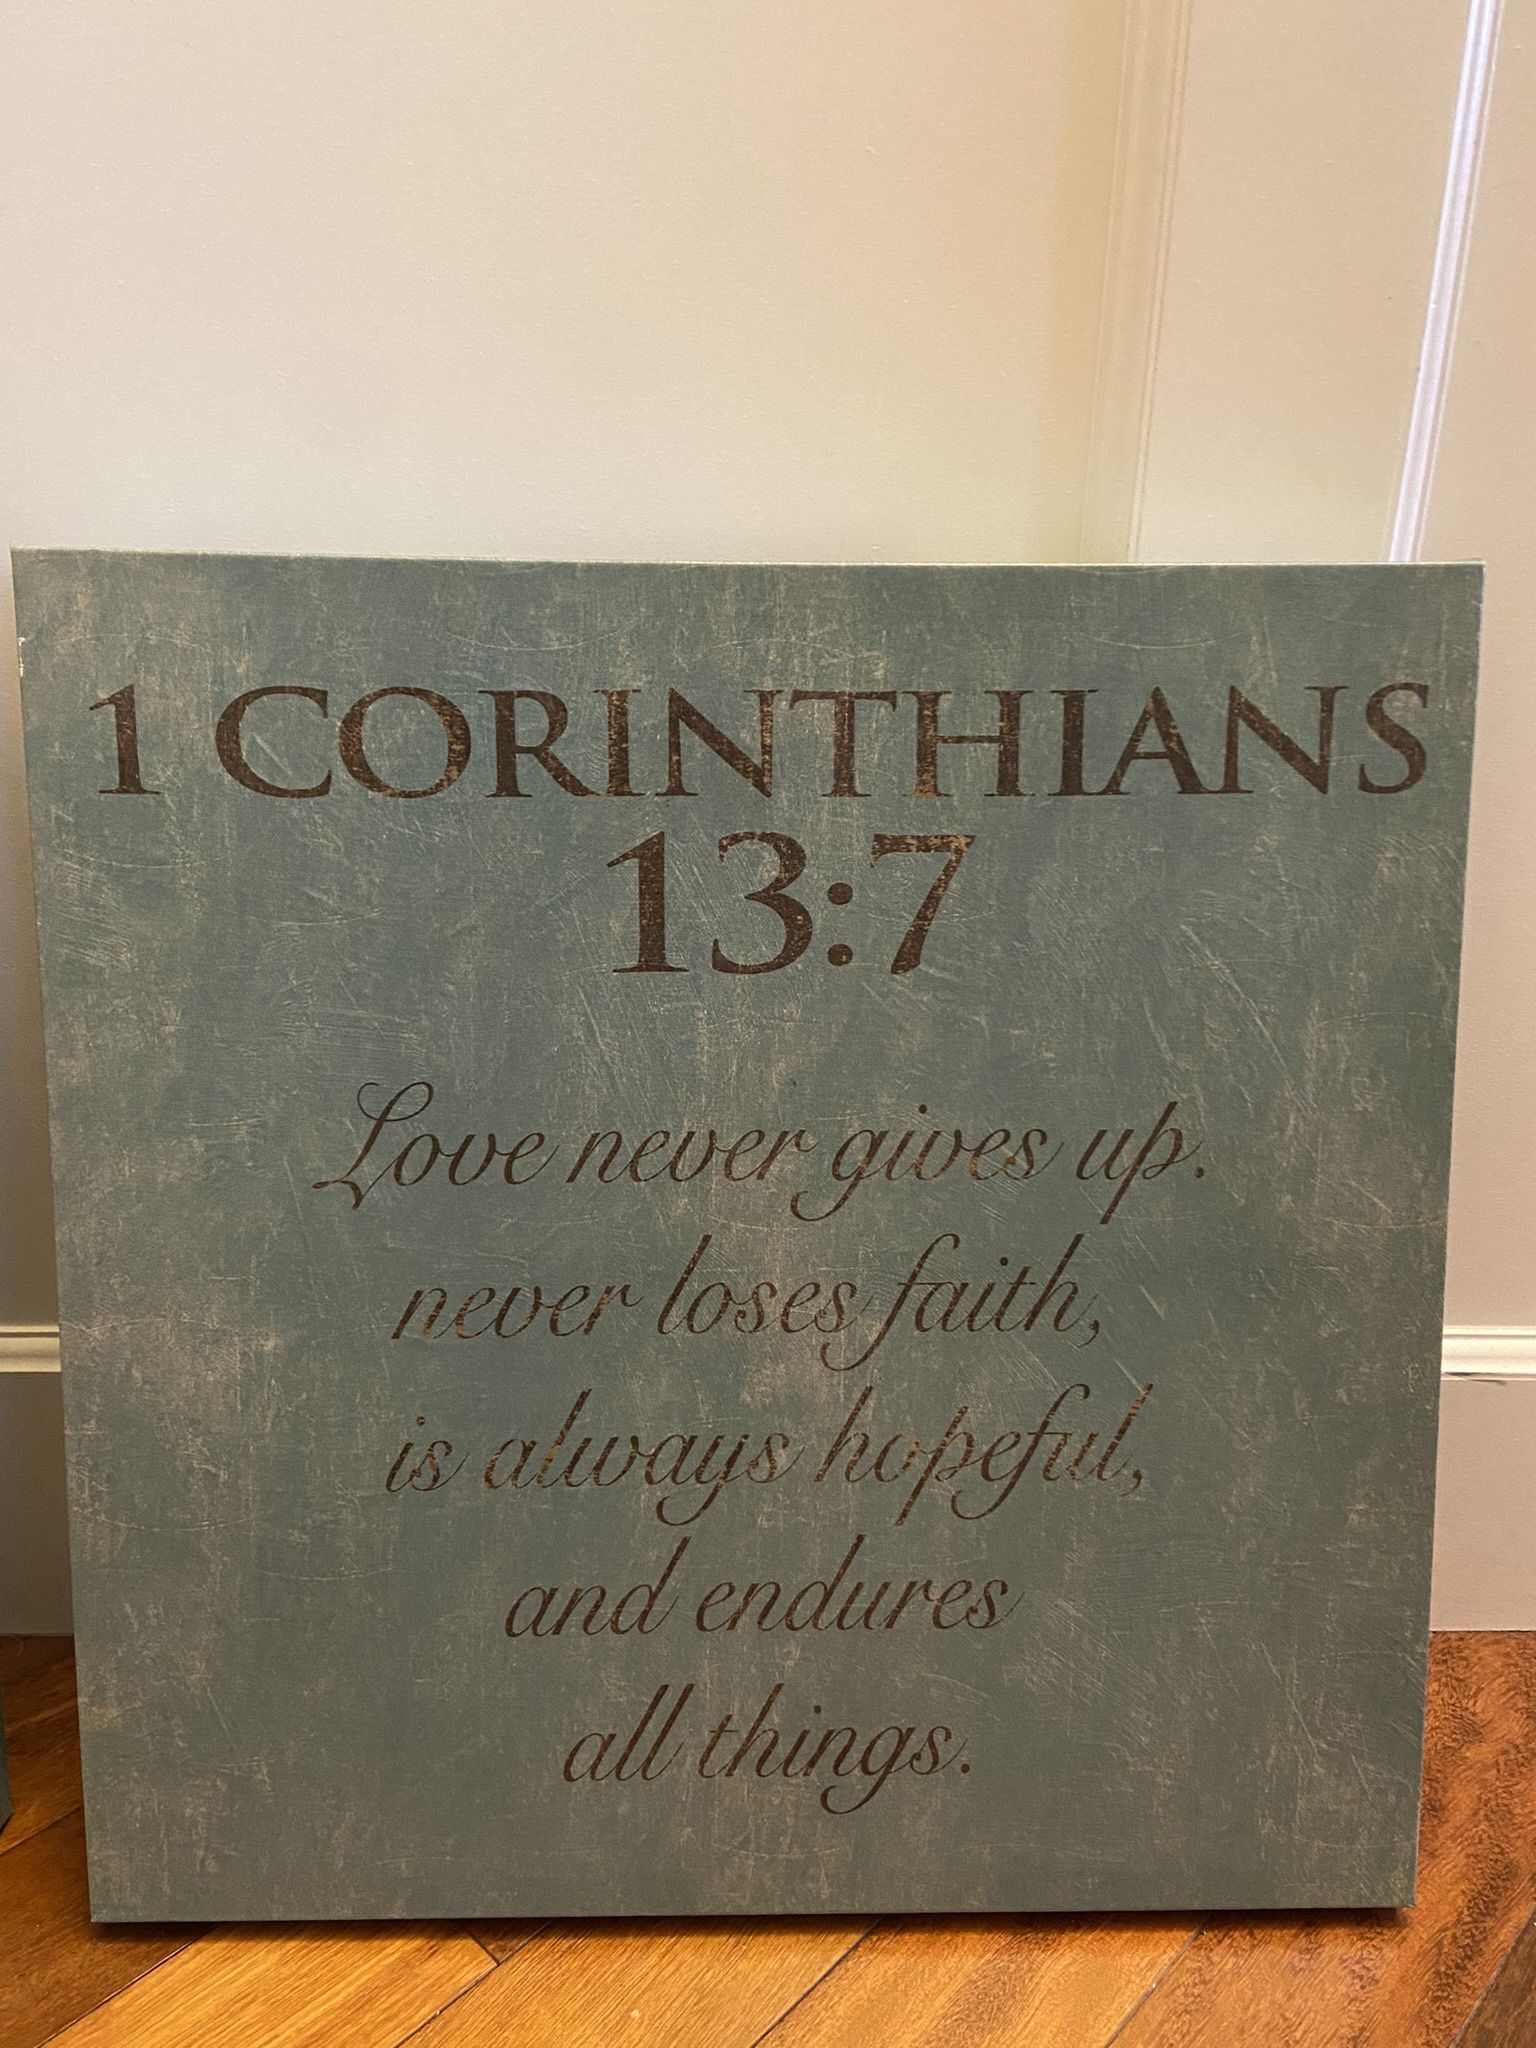 1 CORINTHIANS
13:7
Love never gives up.
never loses faith,
is always hopeful,
and endures
all things.